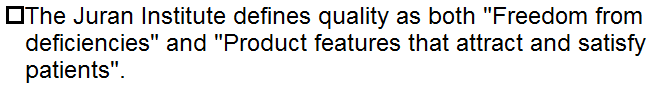 □The Juran Institute defines quality as both "Freedom from
deficiencies" and "Product features that attract and satisfy
patients".